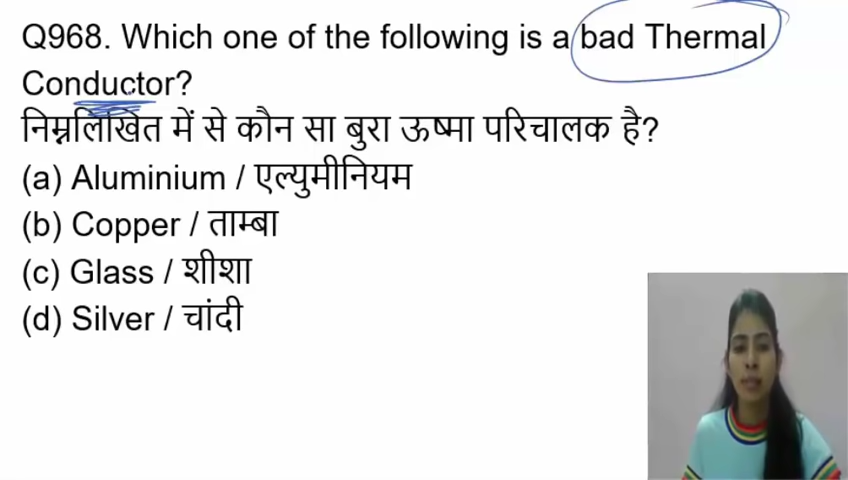 Q968. Which one of the following is a bad Thermal
Conductor?
निम्नलिखित में से कौन सा बुरा ऊष्मा परिचालक है?
(a) Aluminium / एल्युमीनियम
(b) Copper / ताम्बा
(c) Glass / शीशा
(d) Silver / चांदी